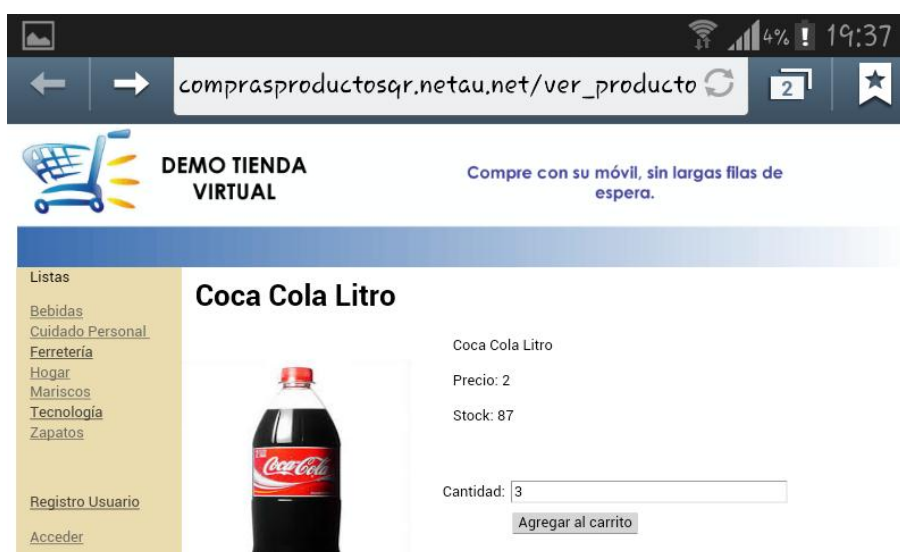 4% ! 19:37
comprasproductosqr.netau.net/ver_producto
2
DEMO TIENDA
VIRTUAL
Compre con su móvil, sin largas filas de
espera.
Listas
Bebidas
Cuidado Personal
Ferretería
Hogar
Mariscos
Tecnología
Zapatos
Registro Usuario
Acceder
Coca Cola Litro
Coca-Cola
Coca Cola Litro
Precio: 2
Stock: 87
Cantidad: 3
Agregar al carrito